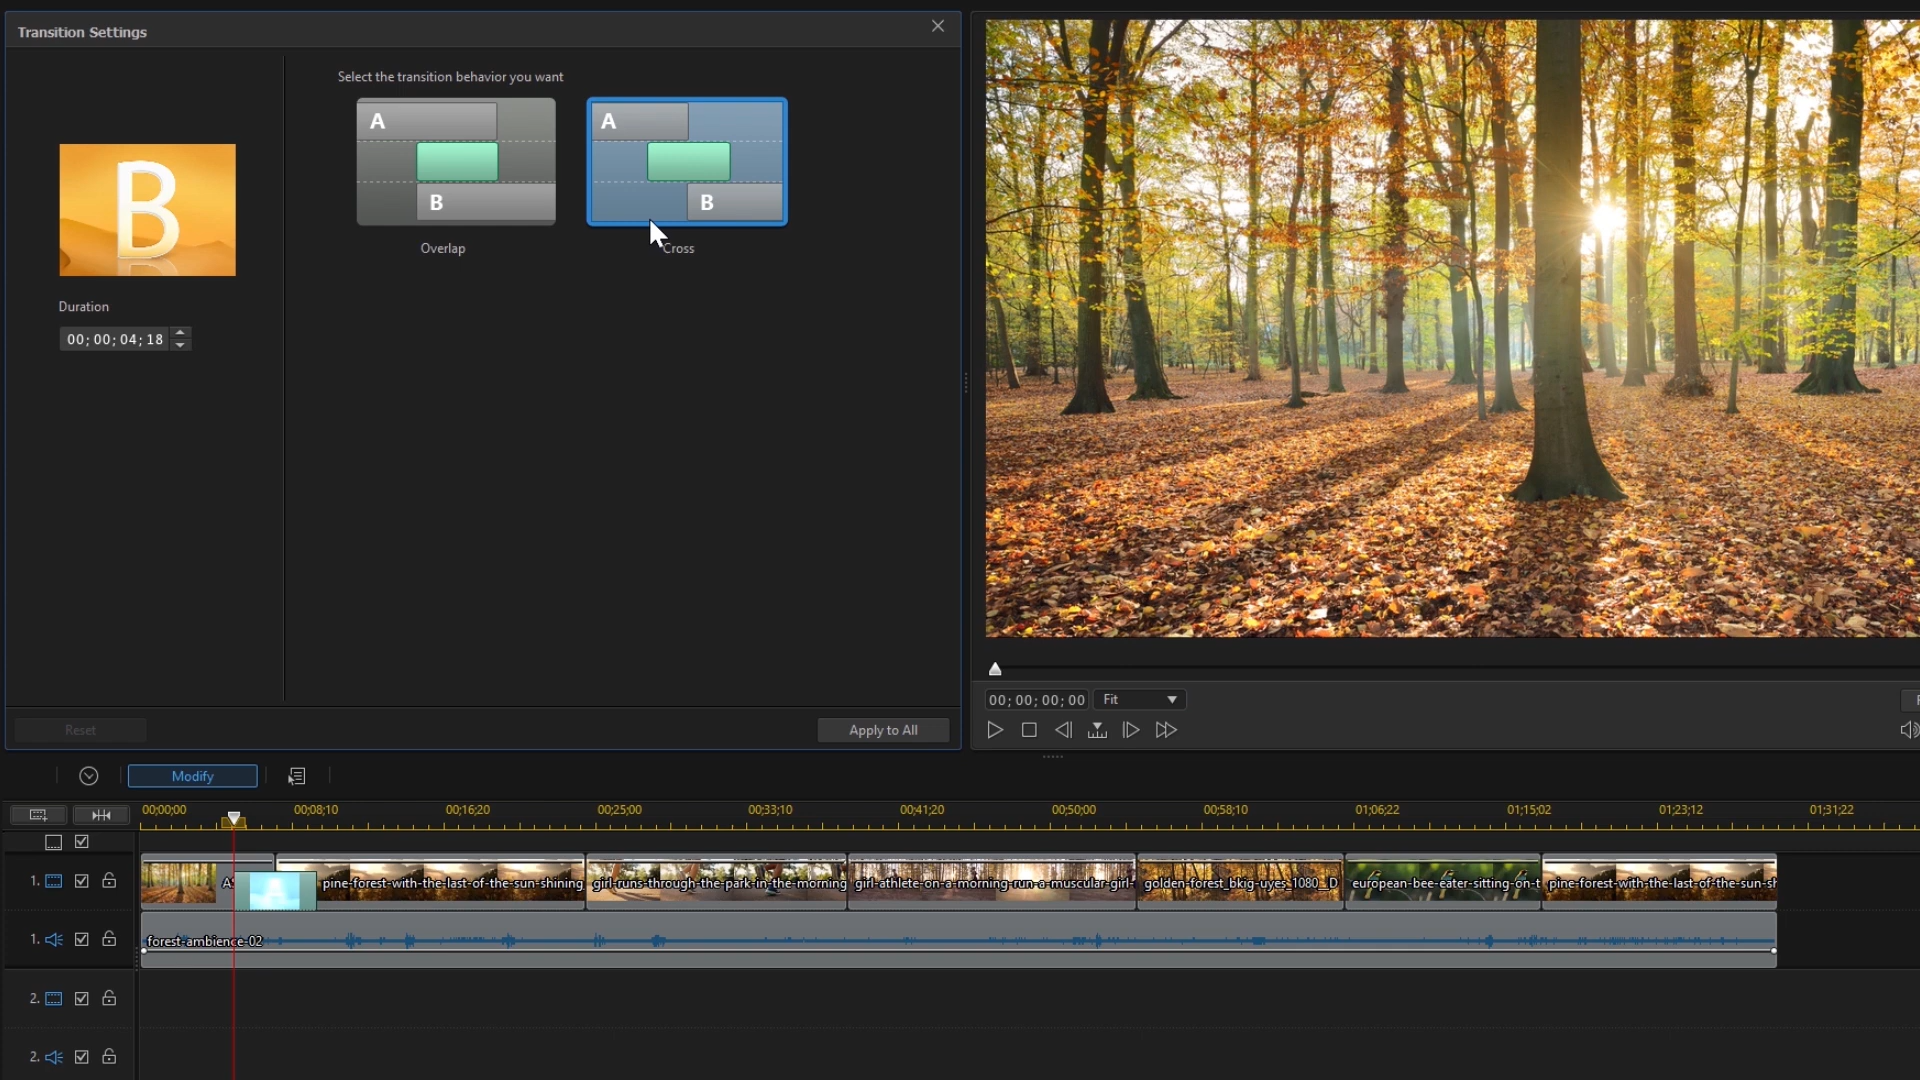 Transition Settings
Select the transition behavior you want
A
B
Overlap
A
B
Cross
B
Duration
00;00;04;18
Reset
Apply to All
00;00;00;00
Fit
Modify
00;00;00
00;08;10
00;16;20
00;25;00
00;33;10
00;41;20
00;50;00
00;58;10
01;06;22
01;15;02
01;23;12
01;31;22
1.
pine-forest-with-the-last-of-the-sun-shining
girl-runs-through-the-park-in-the-morning
girl-athlete-on-a-morning-run-a-muscular-girl-
golden-forest_bkig-uyes_1080__D
european-bee-eater-sitting-on-t
pine-forest-with-the-last-of-the-sun-sh
1.
forest-ambience-02
2.
2.